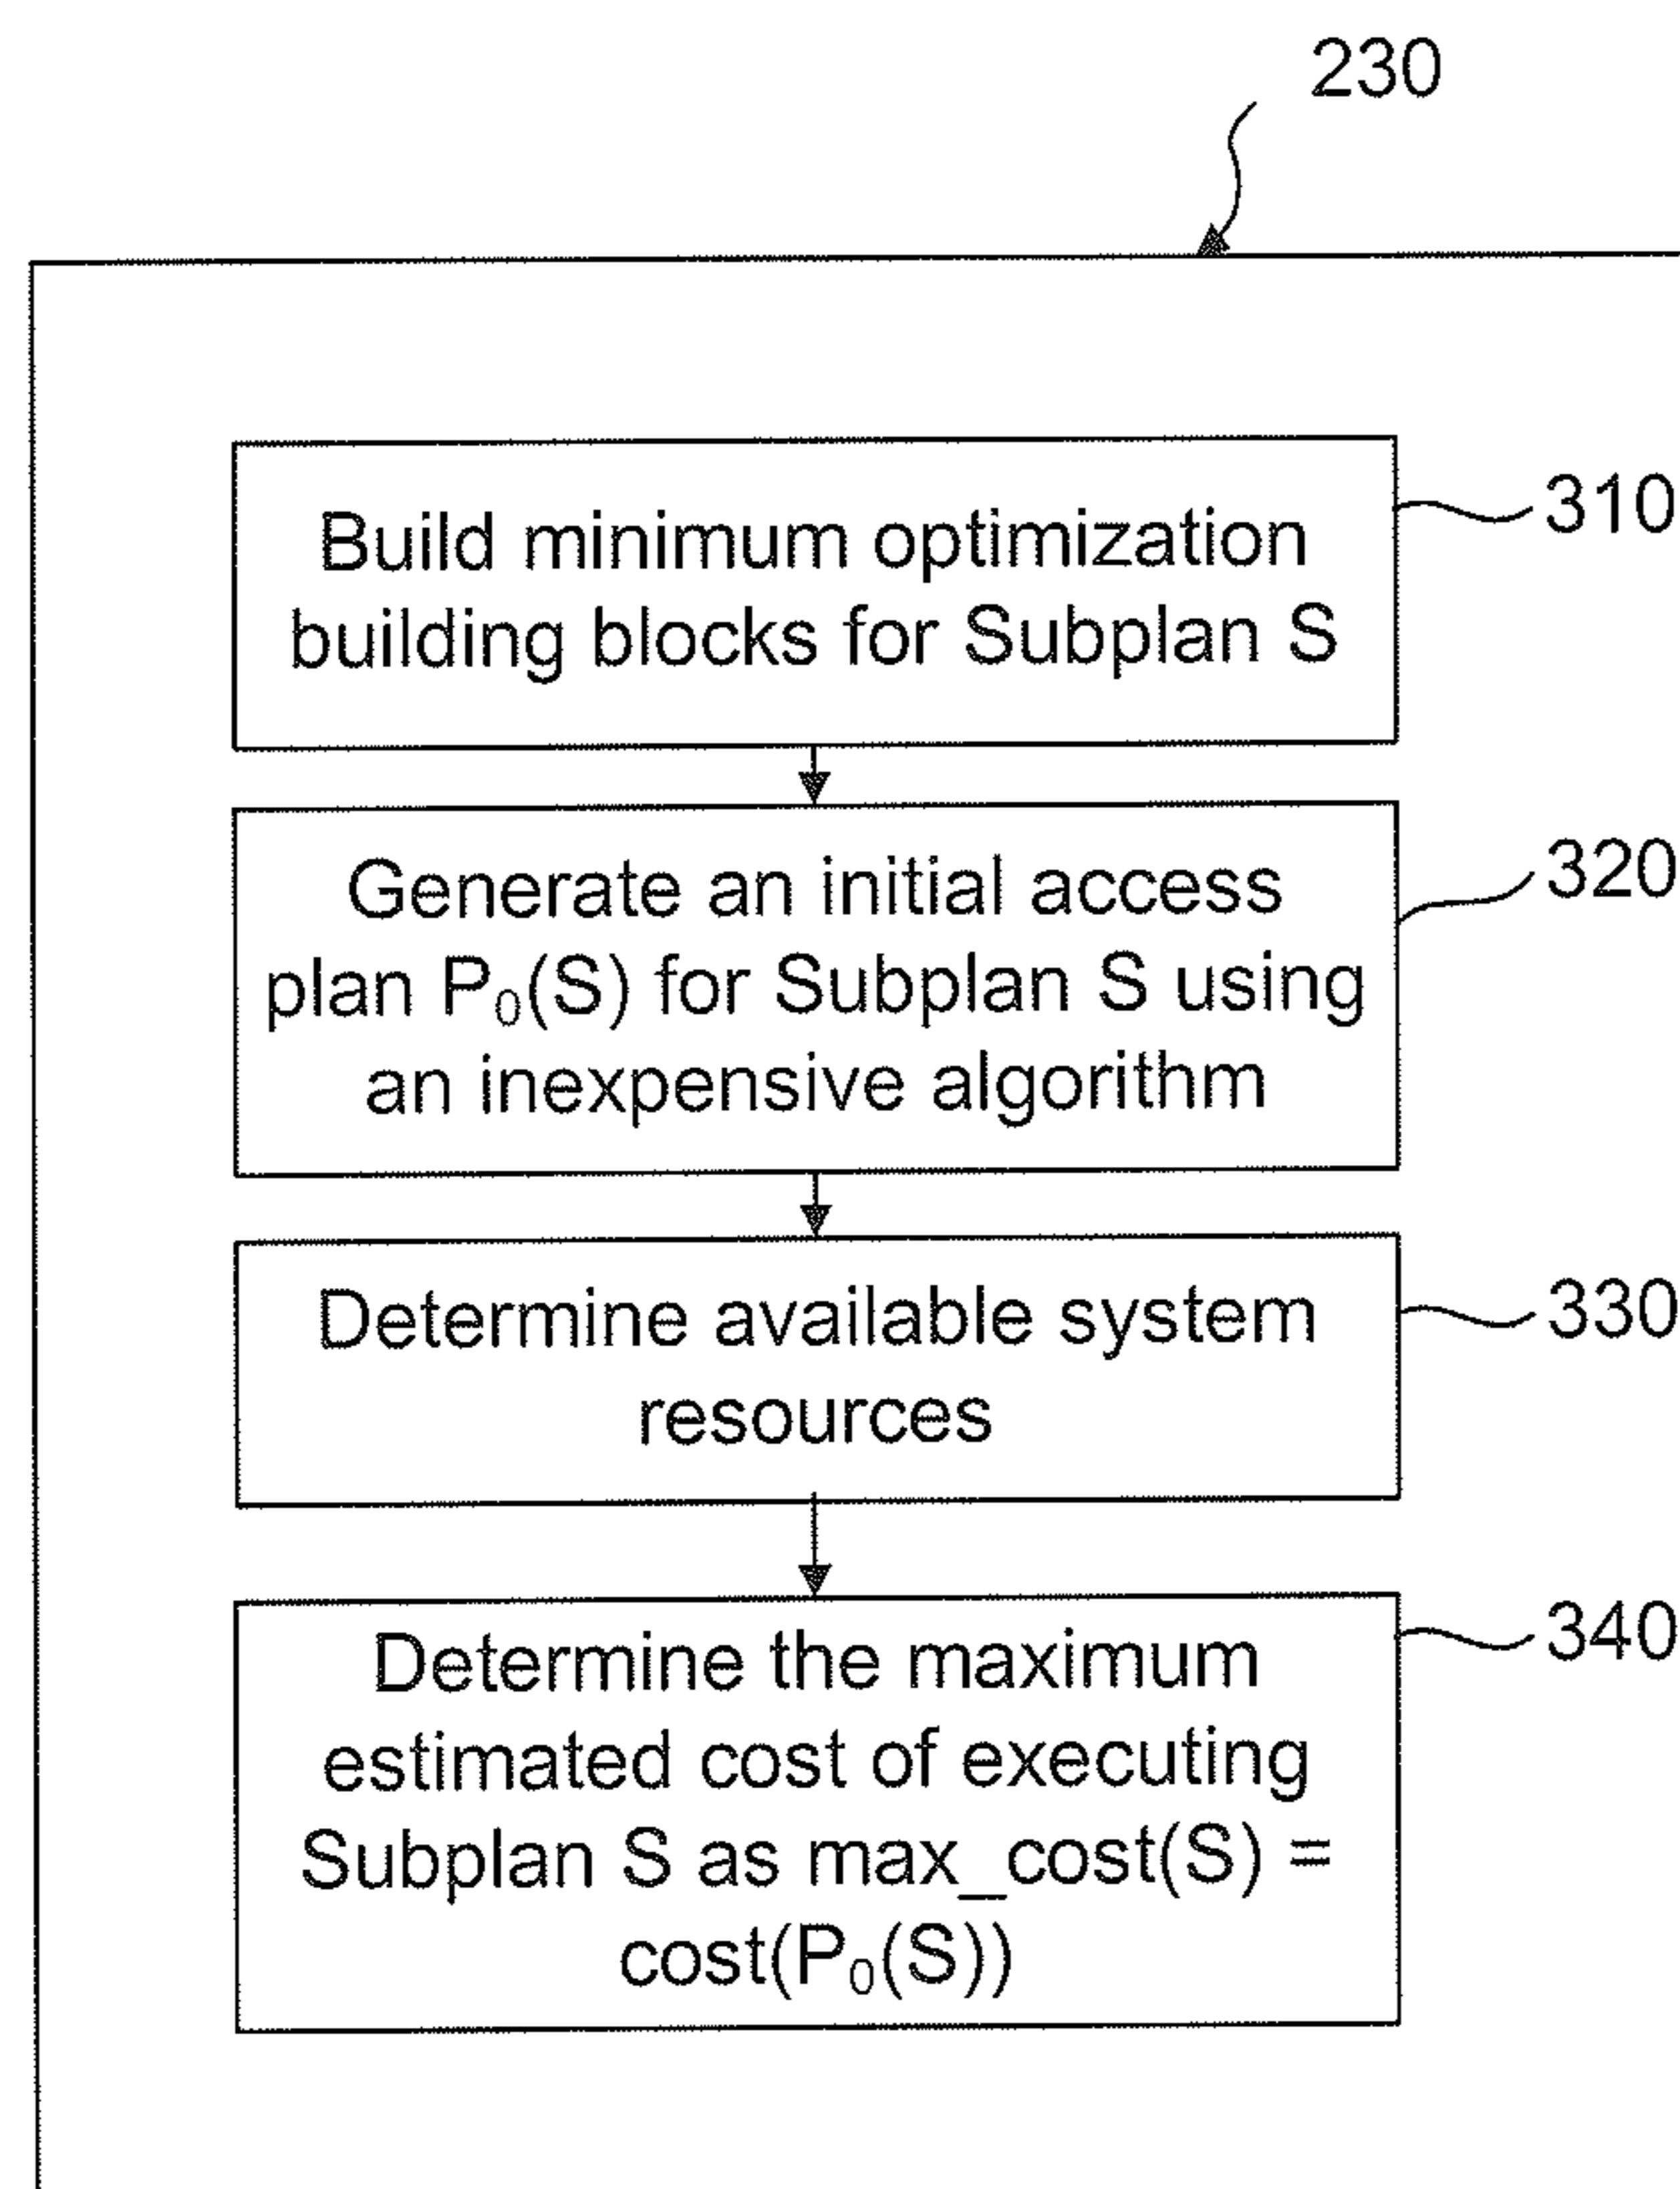 230
Build minimum optimization
building blocks for Subplan S
310
Generate an initial access
plan P₀(S) for Subplan S using
an inexpensive algorithm
320
Determine available system
resources
330
Determine the maximum
estimated cost of executing
Subplan S as max_cost(S) =
cost(P₀(S))
340